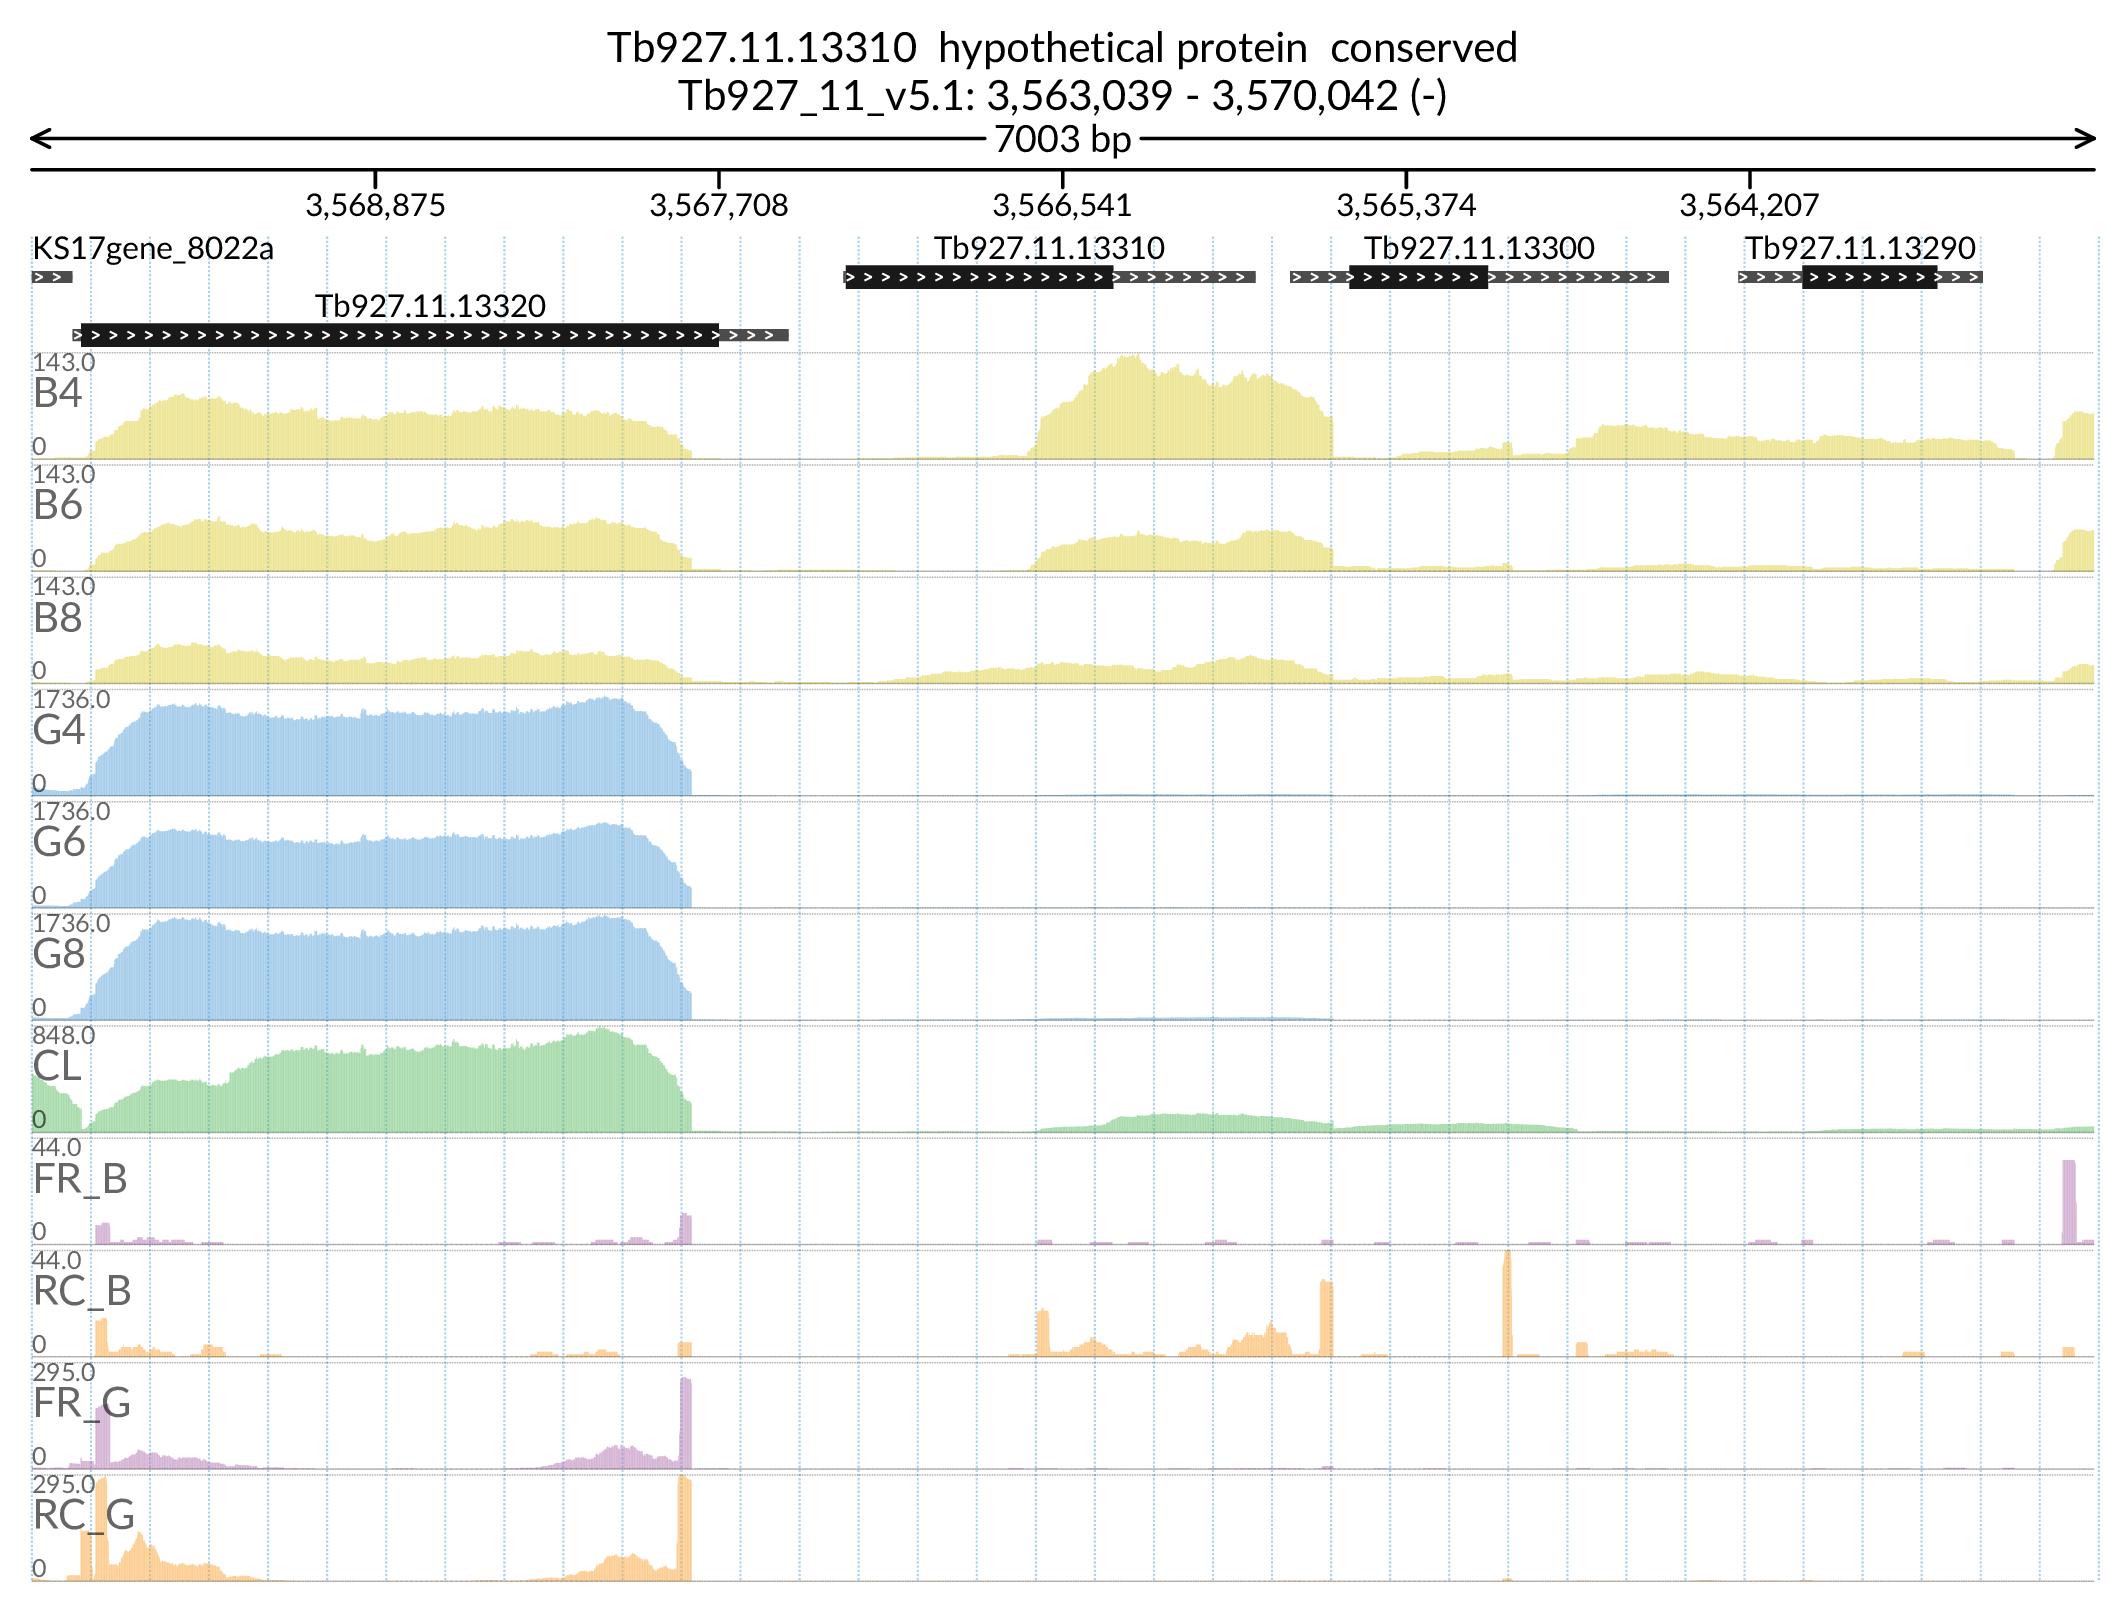 Tb927.11.13310  hypothetical protein  conserved
Tb927_11_v5.1: 3,563,039 - 3,570,042 (-)
7003 bp
3,568,875 3,567,708 3,566,541 3,565,374 3,564,207
KS17gene_8022a Tb927.11.13310 Tb927.11.13300 Tb927.11.13290
Tb927.11.13320
143.0
B4
0
143.0
B6
0
143.0
B8
0
1736.0
G4
0
1736.0
G6
0
1736.0
G8
0
848.0
CL
0
44.0
FR_B
0
44.0
RC_B
0
295.0
FR_G
0
295.0
RC_G
0